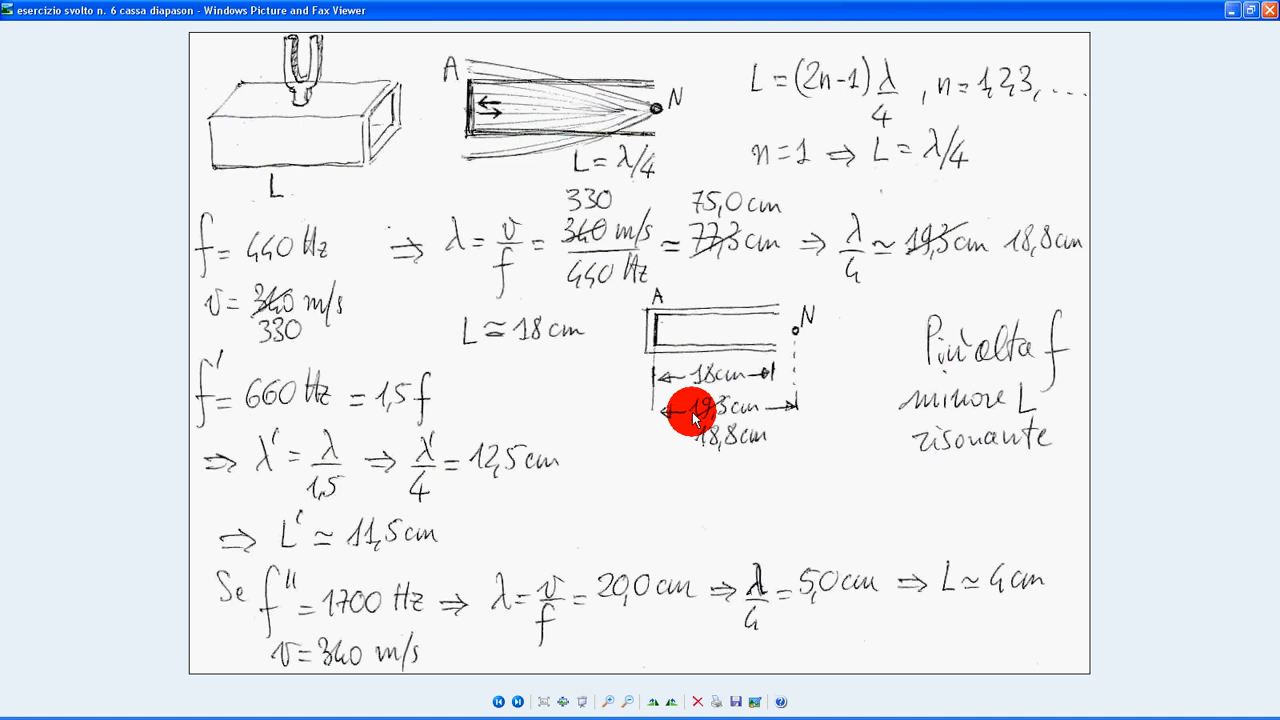 esercizio svolto n. 6 cassa diapason - Windows Picture and Fax Viewer
L
A
N
L = λ/4
L = (2n-1) λ/4 , n = 1,2,3, ...
n = 1 ⇒ L = λ/4
f = 440 Hz ⇒ λ = v/f = 340 330 m/s / 440 Hz ≃ 77,3 cm 75,0 cm ⇒ λ/4 ≃ 19,3 cm 18,8 cm
v = 340 m/s
330
L ≃ 18 cm
A
N
18 cm
19,3 cm
18,8 cm
Più alta f
minore L
risonante
f' = 660 Hz = 1,5 f
⇒ λ' = λ/1,5 ⇒ λ'/4 = 12,5 cm
⇒ L' ≃ 11,5 cm
Se f'' = 1700 Hz ⇒ λ = v/f = 20,0 cm ⇒ λ/4 = 5,0 cm ⇒ L ≃ 4 cm
v = 340 m/s